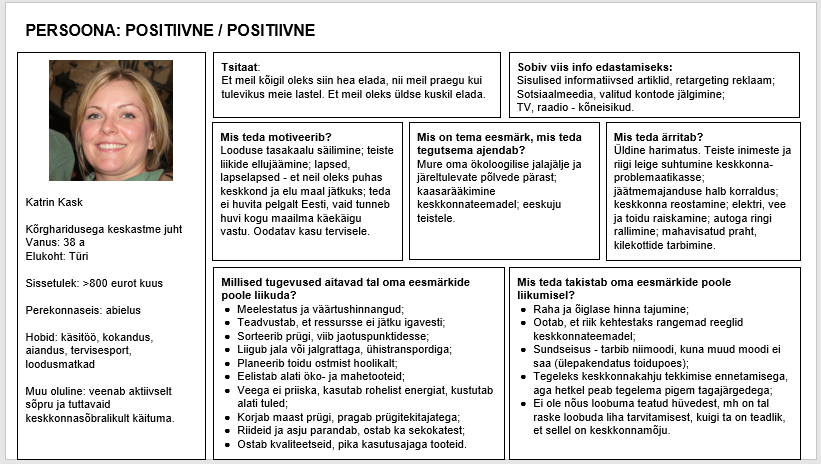 PERSOONA: POSITIIVNE / POSITIIVNE
Katrin Kask
Kõrgharidusega keskastme juht
Vanus: 38 a
Elukoht: Türi
Sissetulek: >800 eurot kuus
Perekonnaseis: abielus
Hobid: käsitöö, kokandus,
aiandus, tervisesport,
loodusmatkad
Muu oluline: veenab aktiivselt
sõpru ja tuttavaid
keskkonnasõbralikult käituma.
Tsitaat:
Et meil kõigil oleks siin hea elada, nii meil praegu kui
tulevikus meie lastel. Et meil oleks üldse kuskil elada.
Sobiv viis info edastamiseks:
Sisulised informatiivsed artiklid, retargeting reklaam;
Sotsiaalmeedia, valitud kontode jälgimine;
TV, raadio - kõneisikud.
Mis teda motiveerib?
Looduse tasakaalu säilimine; teiste
liikide ellujäämine; lapsed,
lapselapsed - et neil oleks puhas
keskkond ja elu maal jätkuks; teda
ei huvita pelgalt Eesti, vaid tunneb
huvi kogu maailma käekäigu
vastu. Oodatav kasu tervisele.
Mis on tema eesmärk, mis teda
tegutsema ajendab?
Mure oma ökoloogilise jalajälje ja
järeltulevate põlvede pärast;
kaasarääkimine
keskkonnateemadel; eeskuju
teistele.
Mis teda ärritab?
Üldine harimatus. Teiste inimeste ja
riigi leige suhtumine keskkonna-
problemaatikasse;
jäätmemajanduse halb korraldus;
keskkonna reostamine; elektri, vee
ja toidu raiskamine; autoga ringi
rallimine; mahavisatud praht,
kilekottide tarbimine.
Millised tugevused aitavad tal oma eesmärkide
poole liikuda?
● Meelestatus ja väärtushinnangud;
● Teadvustab, et ressursse ei jätku igavesti;
● Sorteerib prügi, viib jaotuspunktidesse;
● Liigub jala või jalgrattaga, ühistranspordiga;
● Planeerib toidu ostmist hoolikalt;
● Eelistab alati öko- ja mahetooteid;
● Veega ei priiska, kasutab rohelist energiat, kustutab
alati tuled;
● Korjab maast prügi, pragab prügitekitajatega;
● Riideid ja asju parandab, ostab ka sekokatest;
● Ostab kvaliteetseid, pika kasutusajaga tooteid.
Mis teda takistab oma eesmärkide poole
liikumisel?
● Raha ja õiglase hinna tajumine;
● Ootab, et riik kehtestaks rangemad reeglid
keskkonnateemadel;
● Sundseisus - tarbib niimoodi, kuna muud moodi ei
saa (ülepakendatus toidupoes);
● Tegeleks keskkonnakahju tekkimise ennetamisega,
aga hetkel peab tegelema pigem tagajärgedega;
● Ei ole nõus loobuma teatud hüvedest, mh on tal
raske loobuda liha tarvitamisest, kuigi ta on teadlik,
et sellel on keskkonnamõju.